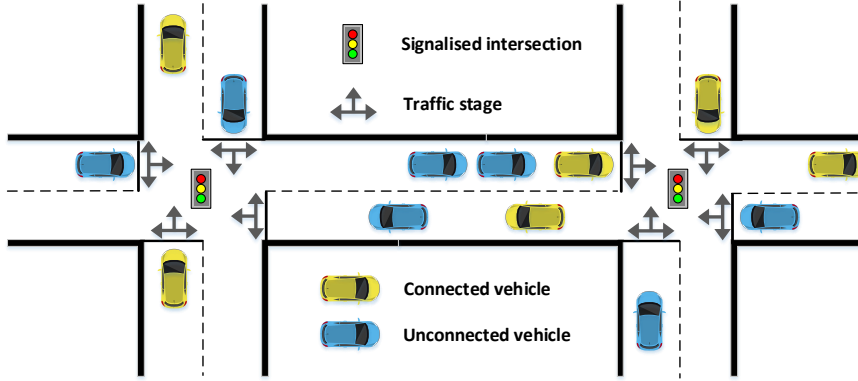 Signalised intersection
Traffic stage
Connected vehicle
Unconnected vehicle